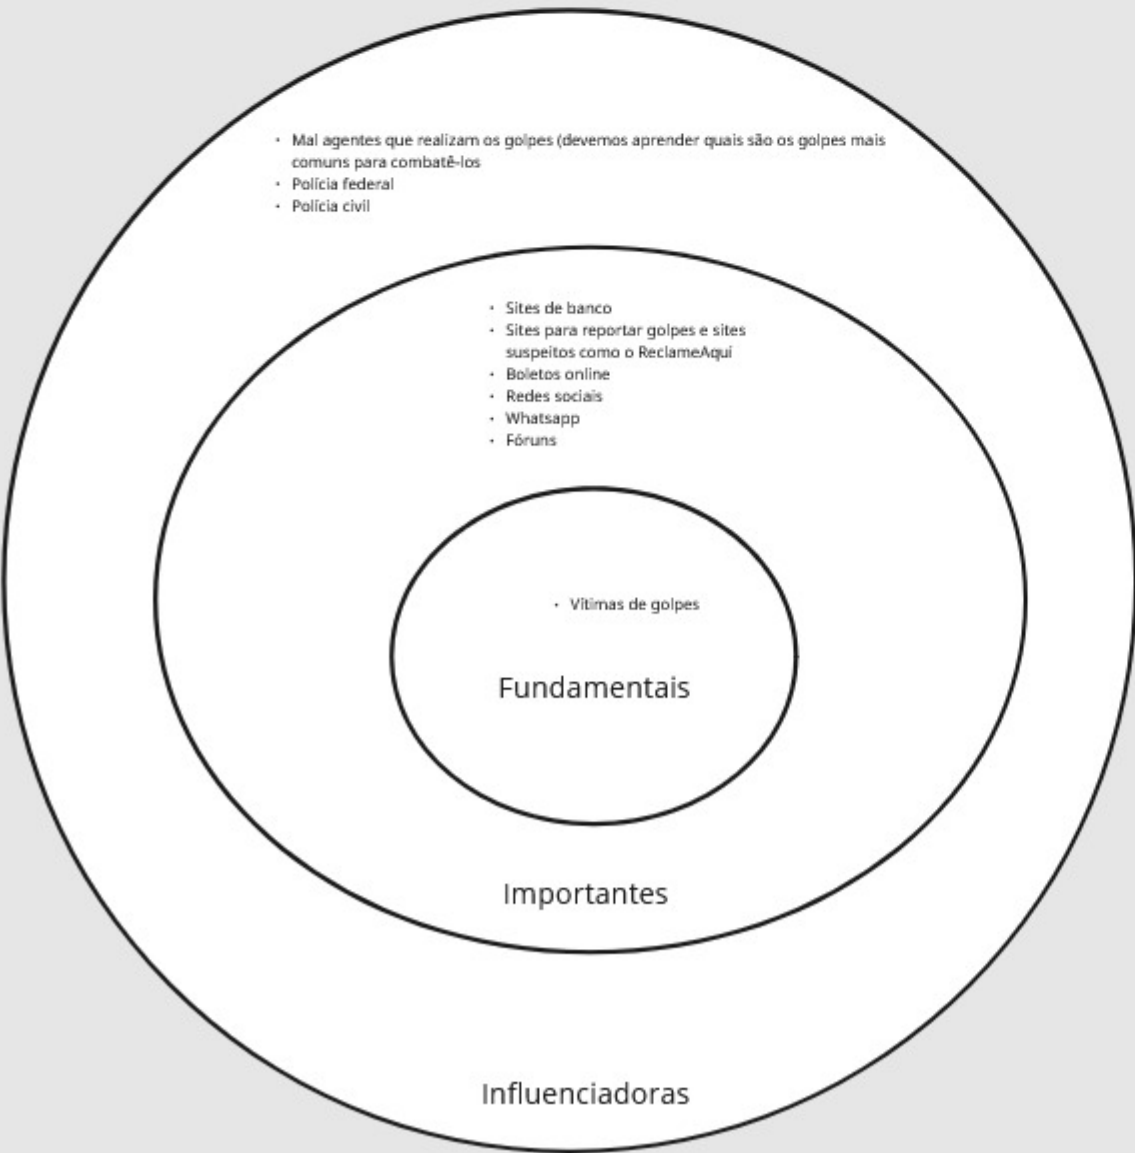 • Mal agentes que realizam os golpes (devemos aprender quais são os golpes mais
comuns para combatê-los
• Polícia federal
• Polícia civil
• Sites de banco
• Sites para reportar golpes e sites
suspeitos como o ReclameAqui
• Boletos online
• Redes sociais
• Whatsapp
• Fóruns
• Vítimas de golpes
Fundamentais
Importantes
Influenciadoras